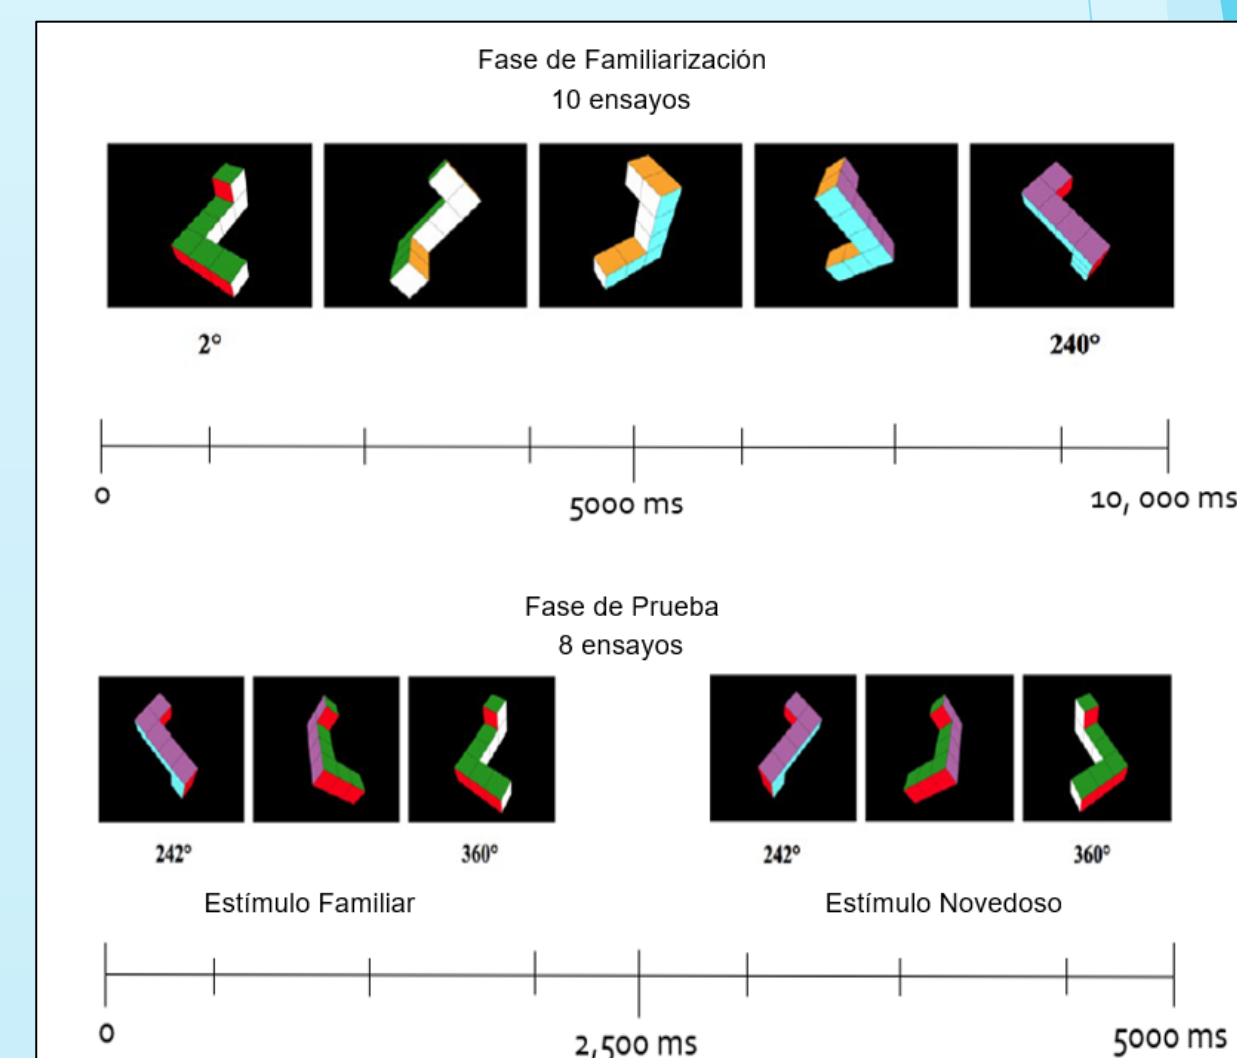 Fase de Familiarización
10 ensayos
2°
240°
0
5000 ms
10, 000 ms
Fase de Prueba
8 ensayos
242°
360°
242°
360°
Estímulo Familiar
Estímulo Novedoso
0
2,500 ms
5000 ms